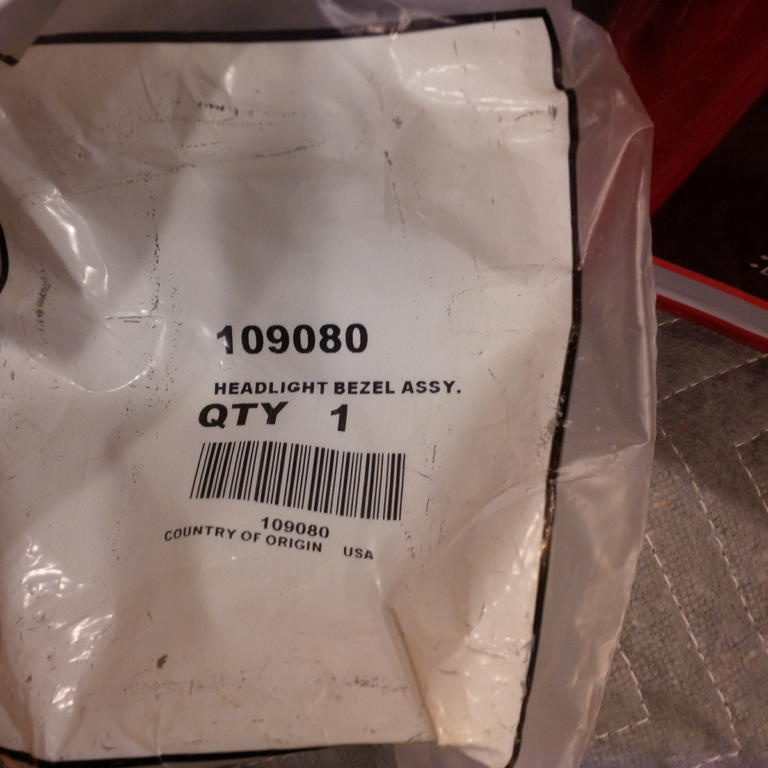 109080
HEADLIGHT BEZEL ASSY.
QTY 1
109080
COUNTRY OF ORIGIN USA